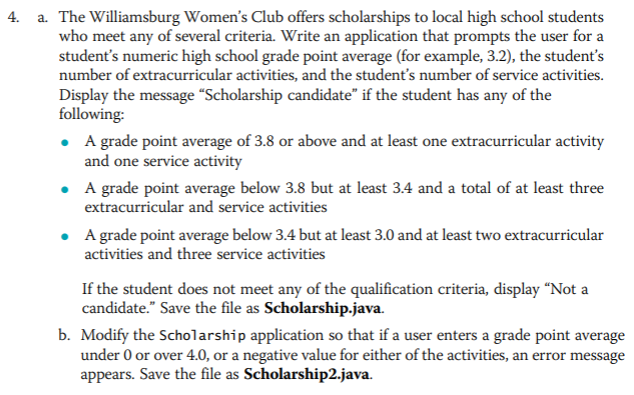 4. a. The Williamsburg Women's Club offers scholarships to local high school students
who meet any of several criteria. Write an application that prompts the user for a
student's numeric high school grade point average (for example, 3.2), the student's
number of extracurricular activities, and the student's number of service activities.
Display the message “Scholarship candidate” if the student has any of the
following:
• A grade point average of 3.8 or above and at least one extracurricular activity
and one service activity
• A grade point average below 3.8 but at least 3.4 and a total of at least three
extracurricular and service activities
• A grade point average below 3.4 but at least 3.0 and at least two extracurricular
activities and three service activities
If the student does not meet any of the qualification criteria, display “Not a
candidate.” Save the file as Scholarship.java.
b. Modify the Scholarship application so that if a user enters a grade point average
under 0 or over 4.0, or a negative value for either of the activities, an error message
appears. Save the file as Scholarship2.java.